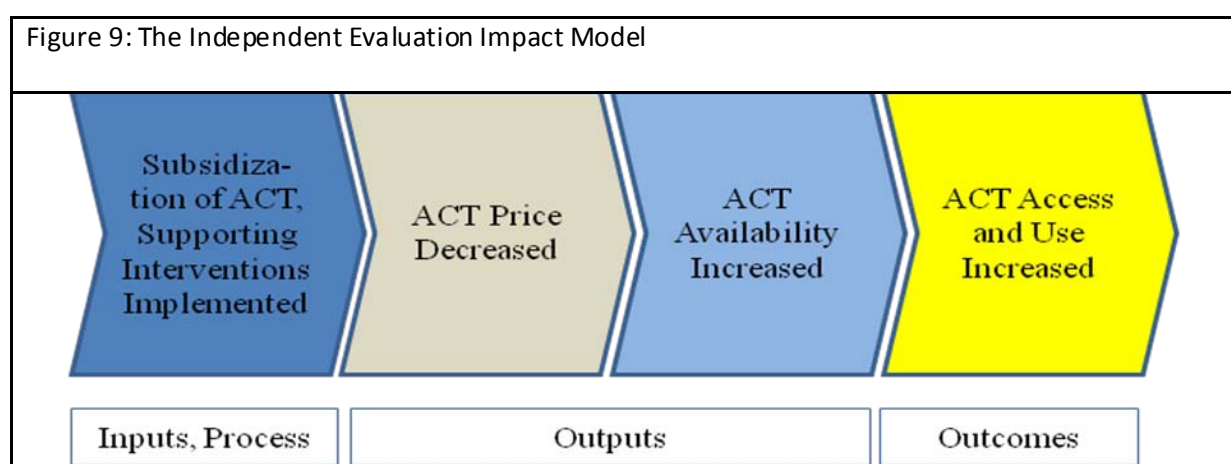 Figure 9: The Independent Evaluation Impact Model
Subsidiza-
tion of ACT,
Supporting
Interventions
Implemented
ACT Price
Decreased
ACT
Availability
Increased
ACT Access
and Use
Increased
Inputs, Process
Outputs
Outcomes